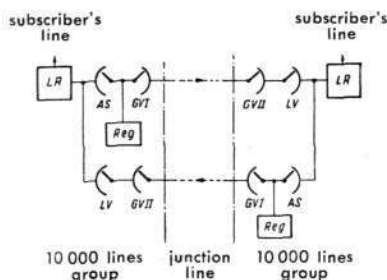 subscriber's line
subscriber's line
LR
AS
GVI
GVII
LV
LR
Reg
LV
GVII
GVI
AS
Reg
10 000 lines group
junction line
10 000 lines group